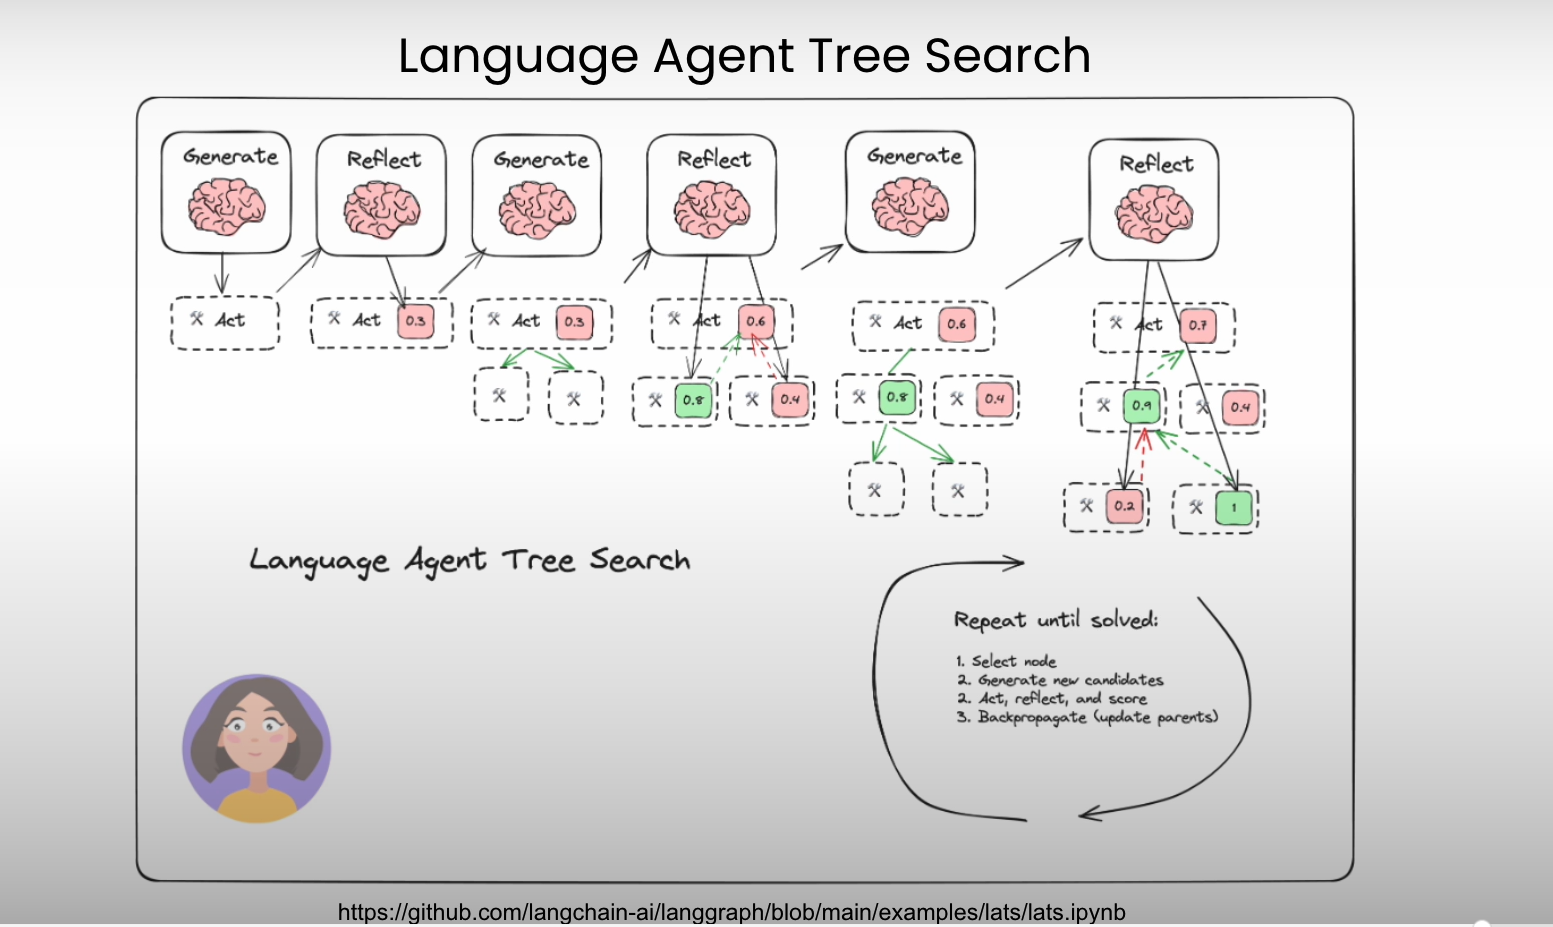 Language Agent Tree Search
Generate
Reflect
Generate
Reflect
Generate
Reflect
Act
Act 0.3
Act 0.3
Act 0.6
Act 0.6
Act 0.7
0.8 0.4
0.8 0.4
0.9 0.4
0.2 1
Language Agent Tree Search
Repeat until solved:
1. Select node
2. Generate new candidates
2. Act, reflect, and score
3. Backpropagate (update parents)
https://github.com/langchain-ai/langgraph/blob/main/examples/lats/lats.ipynb